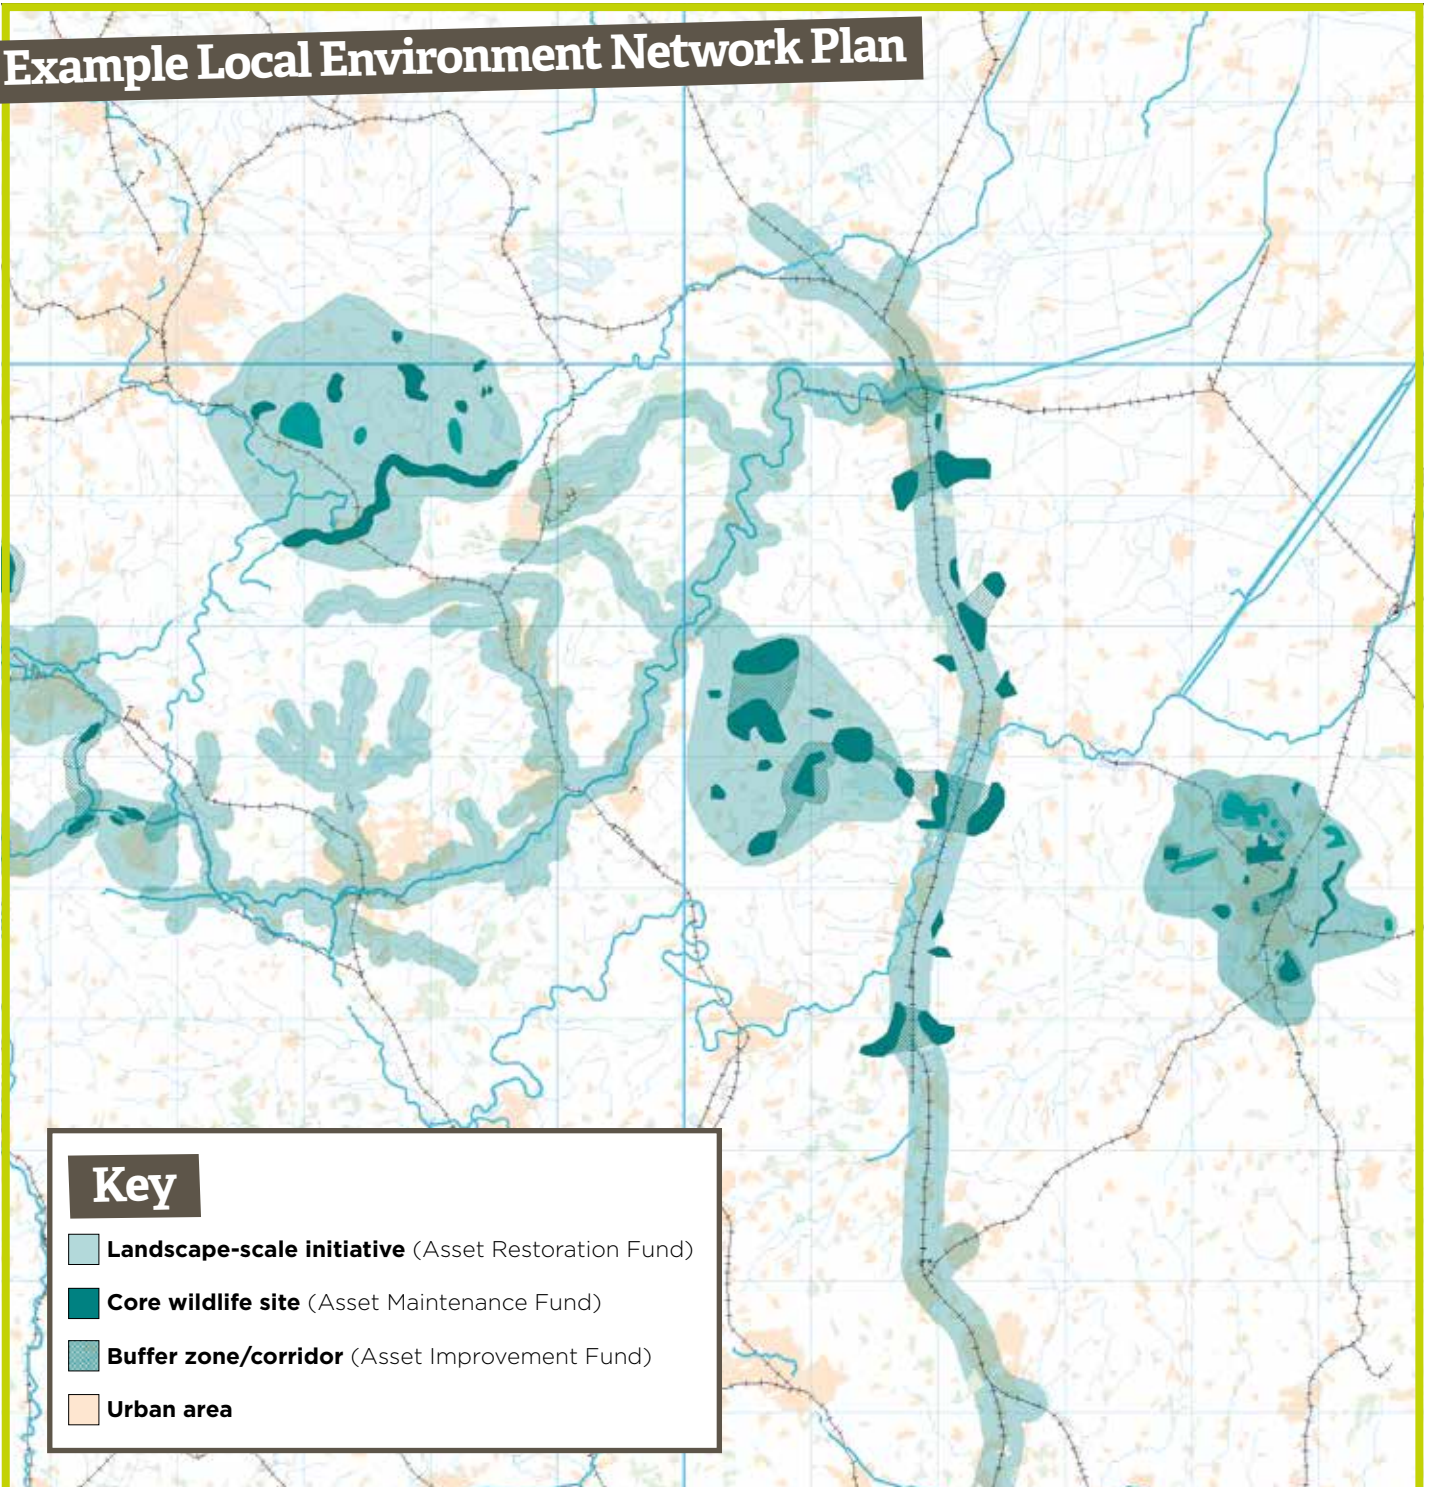 Example Local Environment Network Plan
Key
Landscape-scale initiative (Asset Restoration Fund)
Core wildlife site (Asset Maintenance Fund)
Buffer zone/corridor (Asset Improvement Fund)
Urban area